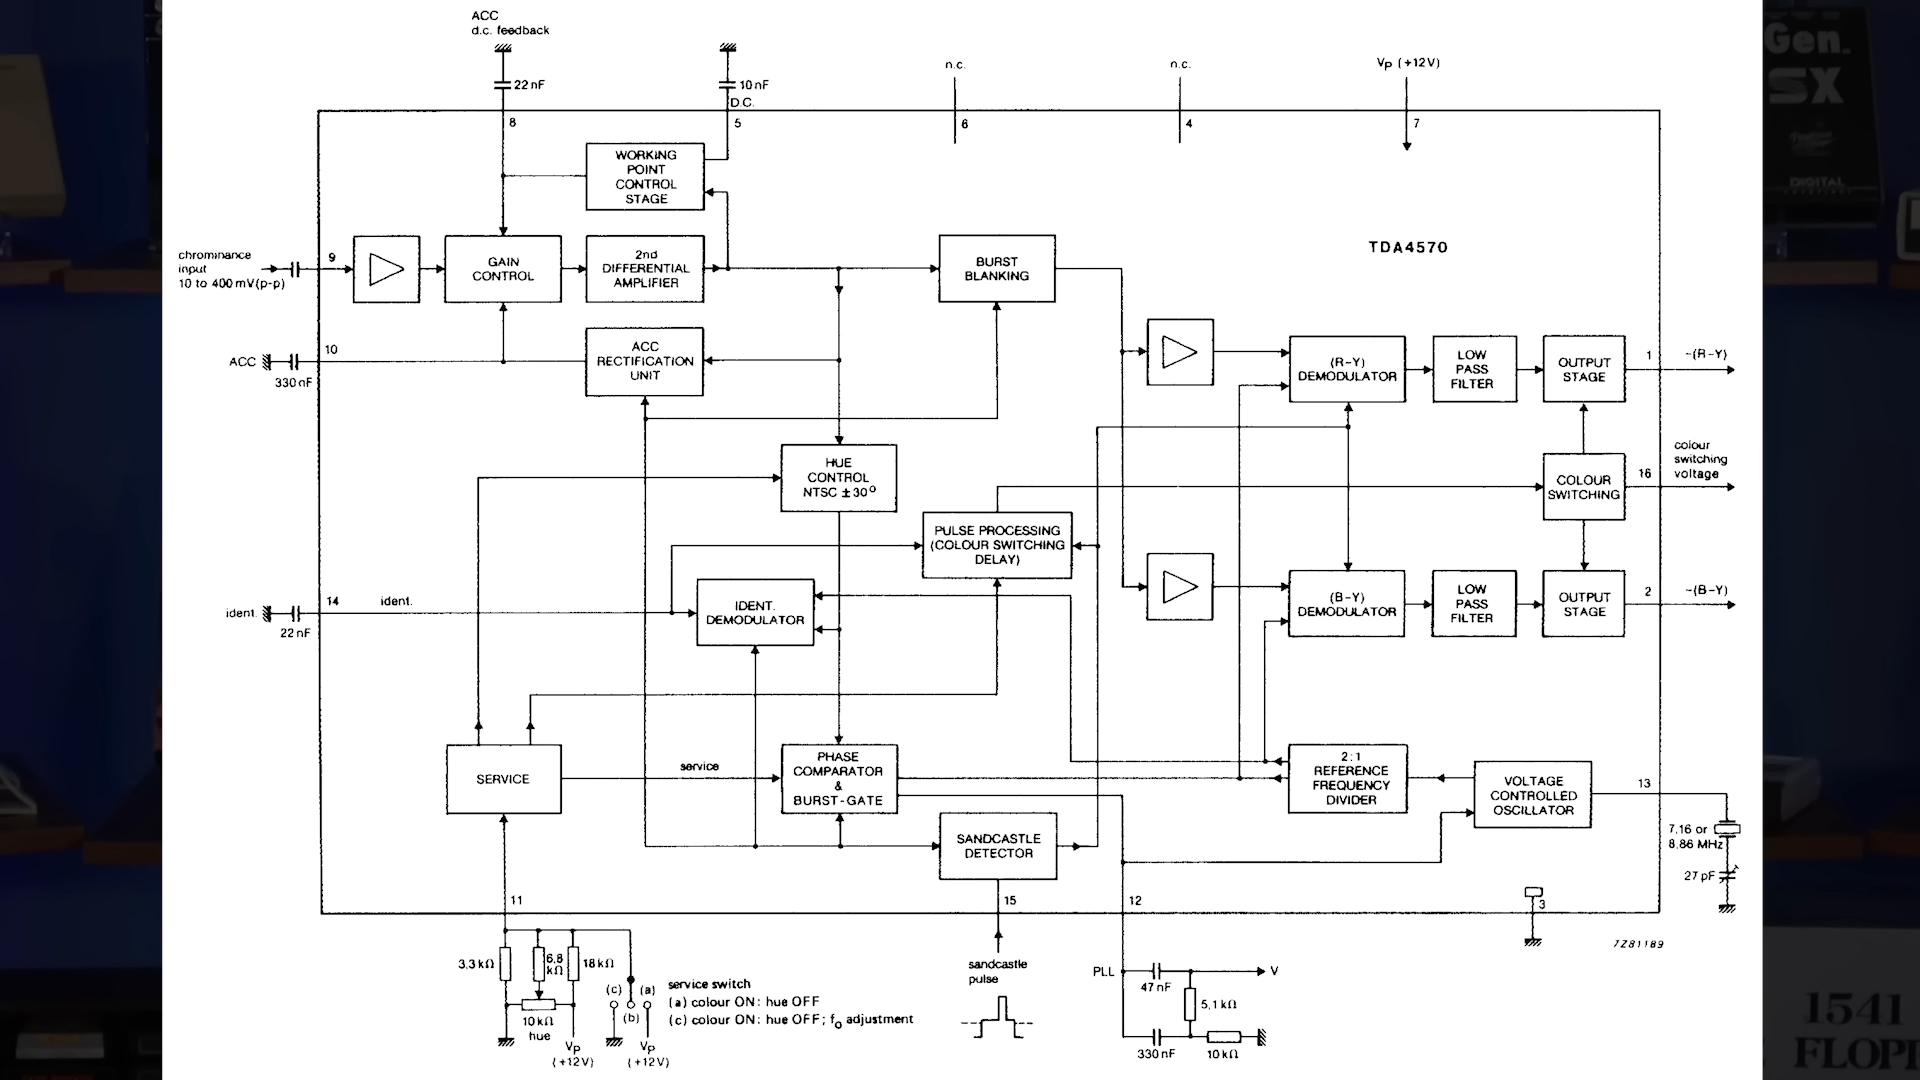 ACC
d.c. feedback
22 nF
10 nF
D.C.
n.c.
n.c.
Vp (+12V)
8
5
6
4
7
WORKING
POINT
CONTROL
STAGE
TDA4570
chrominance
input
10 to 400 mV(p-p)
9
GAIN
CONTROL
2nd
DIFFERENTIAL
AMPLIFIER
BURST
BLANKING
ACC
330 nF
10
ACC
RECTIFICATION
UNIT
(R-Y)
DEMODULATOR
LOW
PASS
FILTER
OUTPUT
STAGE
1
-(R-Y)
HUE
CONTROL
NTSC ±30°
COLOUR
SWITCHING
16
colour
switching
voltage
PULSE PROCESSING
(COLOUR SWITCHING
DELAY)
ident.
22 nF
14
ident.
IDENT.
DEMODULATOR
(B-Y)
DEMODULATOR
LOW
PASS
FILTER
OUTPUT
STAGE
2
-(B-Y)
SERVICE
service
PHASE
COMPARATOR
&
BURST-GATE
2:1
REFERENCE
FREQUENCY
DIVIDER
VOLTAGE
CONTROLLED
OSCILLATOR
13
7,16 or
8,86 MHz
27 pF
SANDCASTLE
DETECTOR
11
15
12
3
7Z81189
3,3 kΩ
6,8
kΩ
18 kΩ
10 kΩ
hue
Vp
(+12V)
(c)
(b)
(a)
Vp
(+12V)
service switch
(a) colour ON: hue OFF
(c) colour ON: hue OFF; fo adjustment
sandcastle
pulse
PLL
47 nF
V
5,1 kΩ
330 nF
10 kΩ
Gen.
SX
DIGITAL
1541